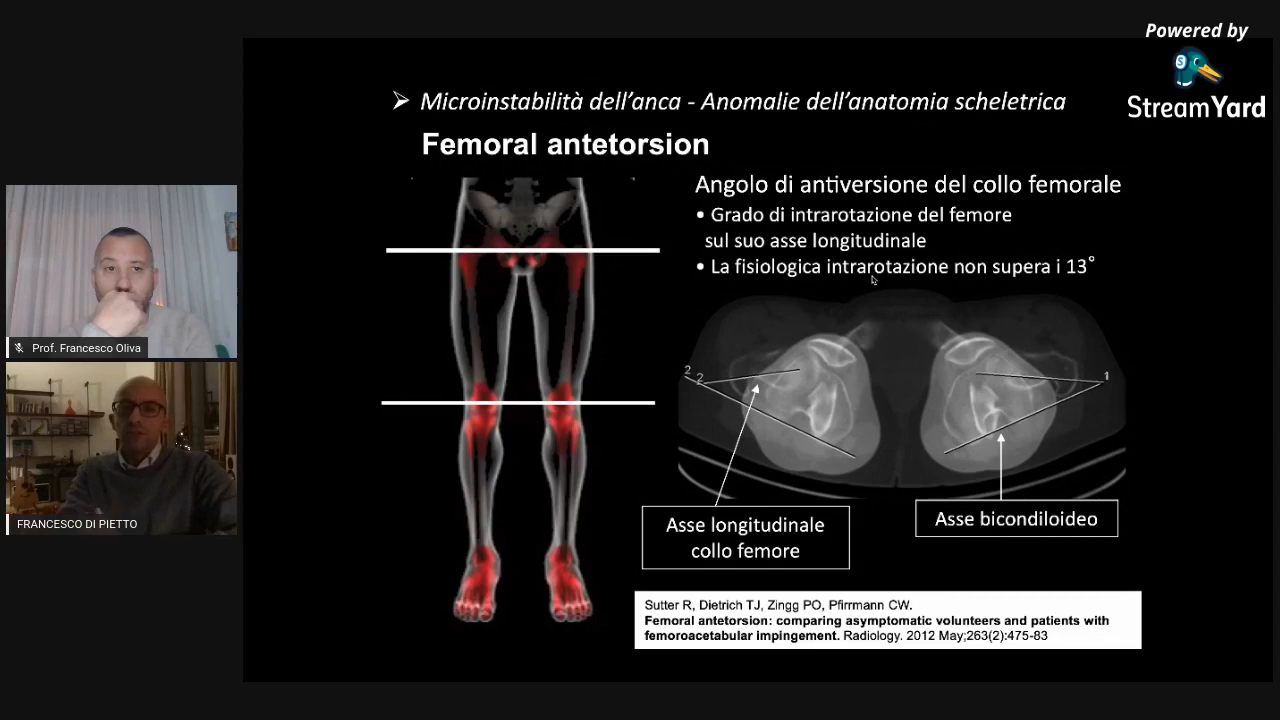 Powered by
StreamYard
➤ Microinstabilità dell'anca - Anomalie dell'anatomia scheletrica
Femoral antetorsion
Angolo di antiversione del collo femorale
• Grado di intrarotazione del femore
sul suo asse longitudinale
• La fisiologica intrarotazione non supera i 13°
2
2
1
Asse longitudinale
collo femore
Asse bicondiloideo
Sutter R, Dietrich TJ, Zingg PO, Pfirrmann CW.
Femoral antetorsion: comparing asymptomatic volunteers and patients with
femoroacetabular impingement. Radiology. 2012 May;263(2):475-83
Prof. Francesco Oliva
FRANCESCO DI PIETTO